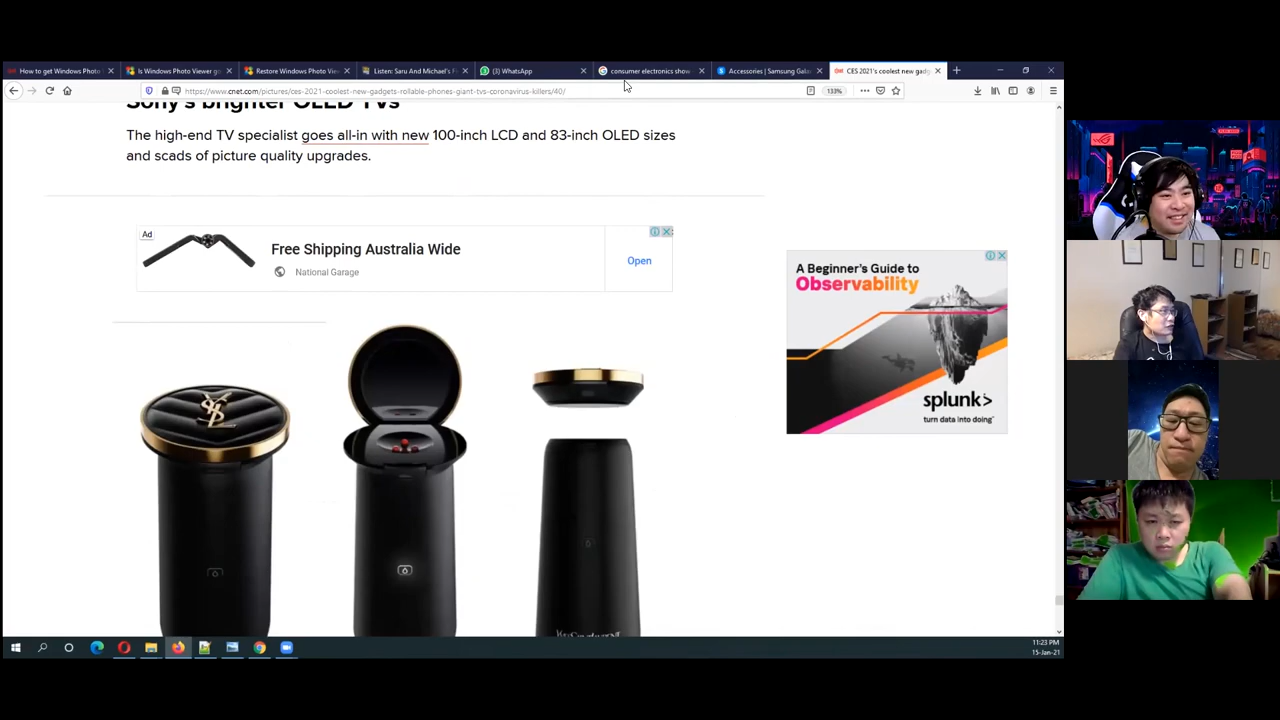 How to get Windows Photo
Is Windows Photo Viewer g
Restore Windows Photo Vie
Listen: Saru And Michael's F
(3) WhatsApp
consumer electronics show
Accessories | Samsung Gala
CES 2021's coolest new gadg
https://www.cnet.com/pictures/ces-2021-coolest-new-gadgets-rollable-phones-giant-tvs-coronavirus-killers/40/
133%
Sony's brighter OLED TVs
The high-end TV specialist goes all-in with new 100-inch LCD and 83-inch OLED sizes
and scads of picture quality upgrades.
Ad
Free Shipping Australia Wide
National Garage
Open
A Beginner's Guide to
Observability
splunk>
turn data into doing™
YSL
11:23 PM
15-Jan-21